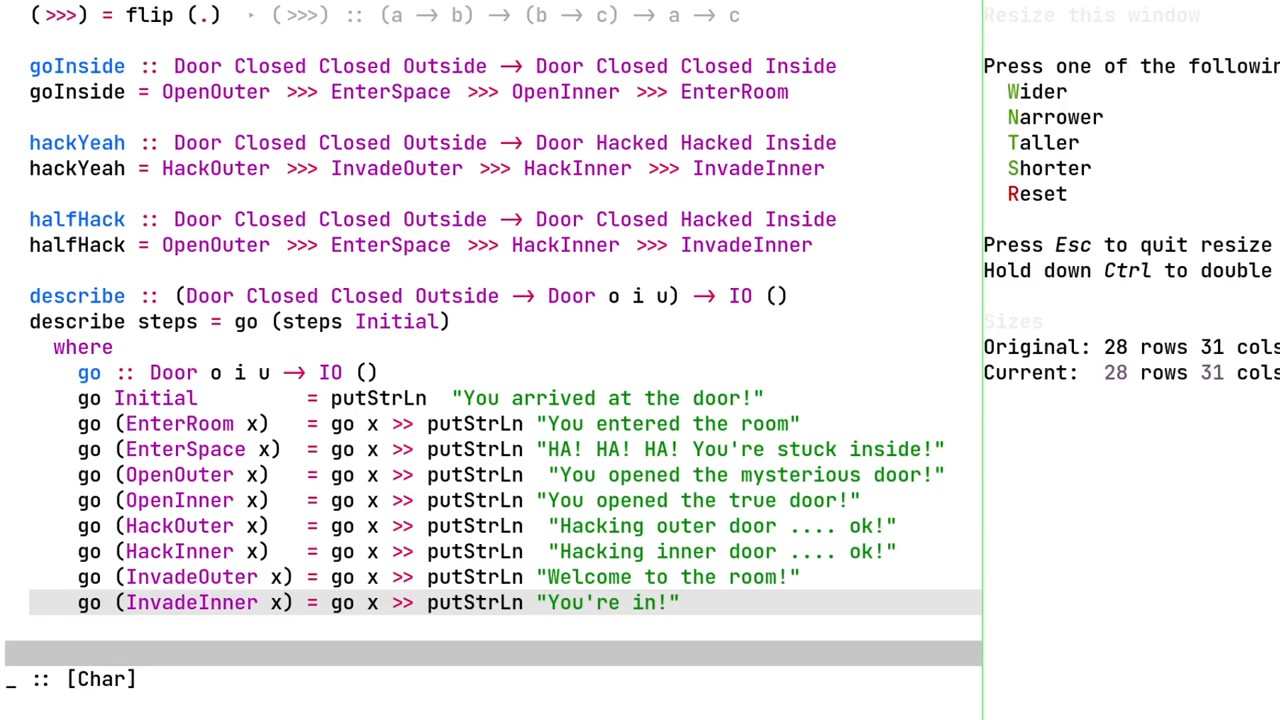 (>>>) = flip (.)  ‣ (>>>) :: (a → b) → (b → c) → a → c
goInside :: Door Closed Closed Outside → Door Closed Closed Inside
goInside = OpenOuter >>> EnterSpace >>> OpenInner >>> EnterRoom
hackYeah :: Door Closed Closed Outside → Door Hacked Hacked Inside
hackYeah = HackOuter >>> InvadeOuter >>> HackInner >>> InvadeInner
halfHack :: Door Closed Closed Outside → Door Closed Hacked Inside
halfHack = OpenOuter >>> EnterSpace >>> HackInner >>> InvadeInner
describe :: (Door Closed Closed Outside → Door o i u) → IO ()
describe steps = go (steps Initial)
where
go :: Door o i u → IO ()
go Initial         = putStrLn  "You arrived at the door!"
go (EnterRoom x)   = go x >> putStrLn "You entered the room"
go (EnterSpace x)  = go x >> putStrLn "HA! HA! HA! You're stuck inside!"
go (OpenOuter x)   = go x >> putStrLn  "You opened the mysterious door!"
go (OpenInner x)   = go x >> putStrLn "You opened the true door!"
go (HackOuter x)   = go x >> putStrLn  "Hacking outer door .... ok!"
go (HackInner x)   = go x >> putStrLn  "Hacking inner door .... ok!"
go (InvadeOuter x) = go x >> putStrLn "Welcome to the room!"
go (InvadeInner x) = go x >> putStrLn "You're in!"
_ :: [Char]
Resize this window
Press one of the followin
Wider
Narrower
Taller
Shorter
Reset
Press Esc to quit resize
Hold down Ctrl to double
Sizes
Original: 28 rows 31 cols
Current:  28 rows 31 cols